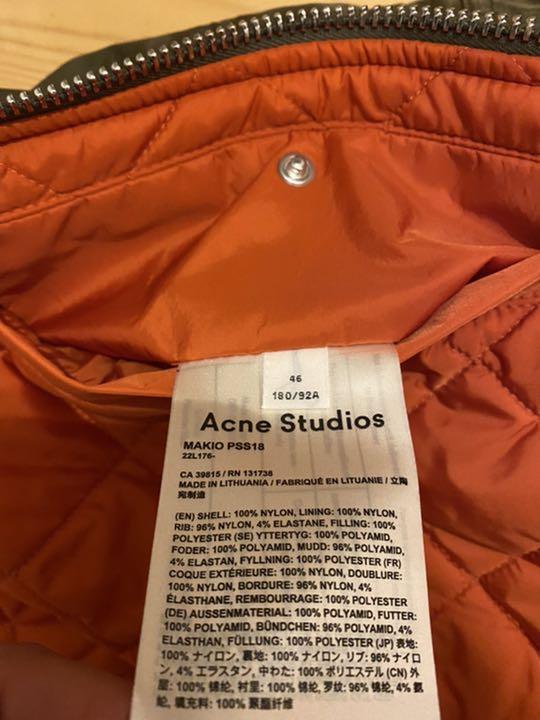 46
180/92A
Acne Studios
MAKIO PSS18
22L176-
CA 39815 / RN 131738
MADE IN LITHUANIA / FABRIQUÉ EN LITUANIE / 立陶
宛制造
(EN) SHELL: 100% NYLON, LINING: 100% NYLON,
RIB: 96% NYLON, 4% ELASTANE, FILLING: 100%
POLYESTER (SE) YTTERTYG: 100% POLYAMID,
FODER: 100% POLYAMID, MUDD: 96% POLYAMID,
4% ELASTAN, FYLLNING: 100% POLYESTER (FR)
COQUE EXTÉRIEURE: 100% NYLON, DOUBLURE:
100% NYLON, BORDURE: 96% NYLON, 4%
ÉLASTHANE, REMBOURRAGE: 100% POLYESTER
(DE) AUSSENMATERIAL: 100% POLYAMID, FUTTER:
100% POLYAMID, BÜNDCHEN: 96% POLYAMID, 4%
ELASTHAN, FÜLLUNG: 100% POLYESTER (JP) 表地:
100% ナイロン, 裏地: 100% ナイロン, リブ: 96% ナイロ
ン, 4% エラスタン, 中わた: 100% ポリエステル (CN) 外
层: 100% 锦纶, 衬里: 100% 锦纶, 罗纹: 96% 锦纶, 4% 氨
纶, 填充物: 100% 聚酯纤维